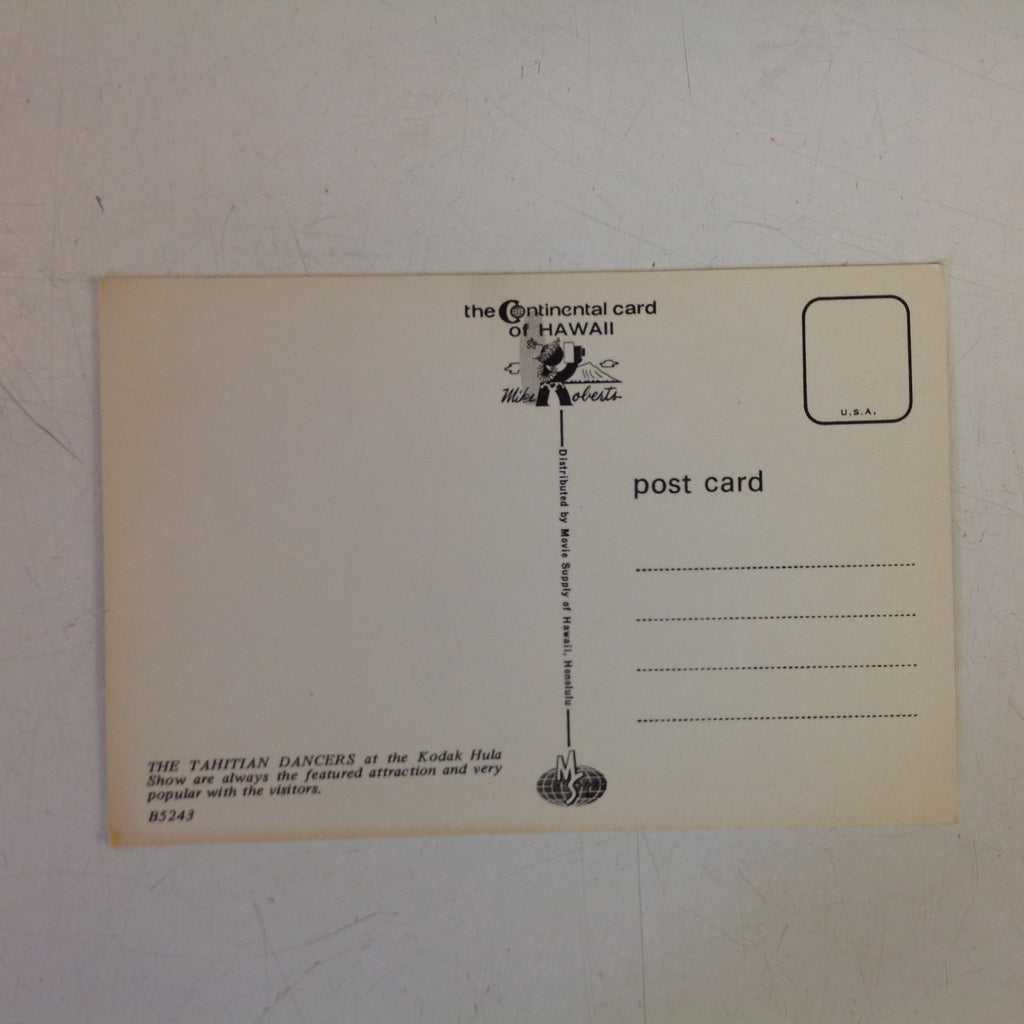 the Continental card
of HAWAII
Mike Roberts
U.S.A.
post card
Distributed by Movie Supply of Hawaii, Honolulu
THE TAHITIAN DANCERS at the Kodak Hula
Show are always the featured attraction and very
popular with the visitors.
B5243
MS